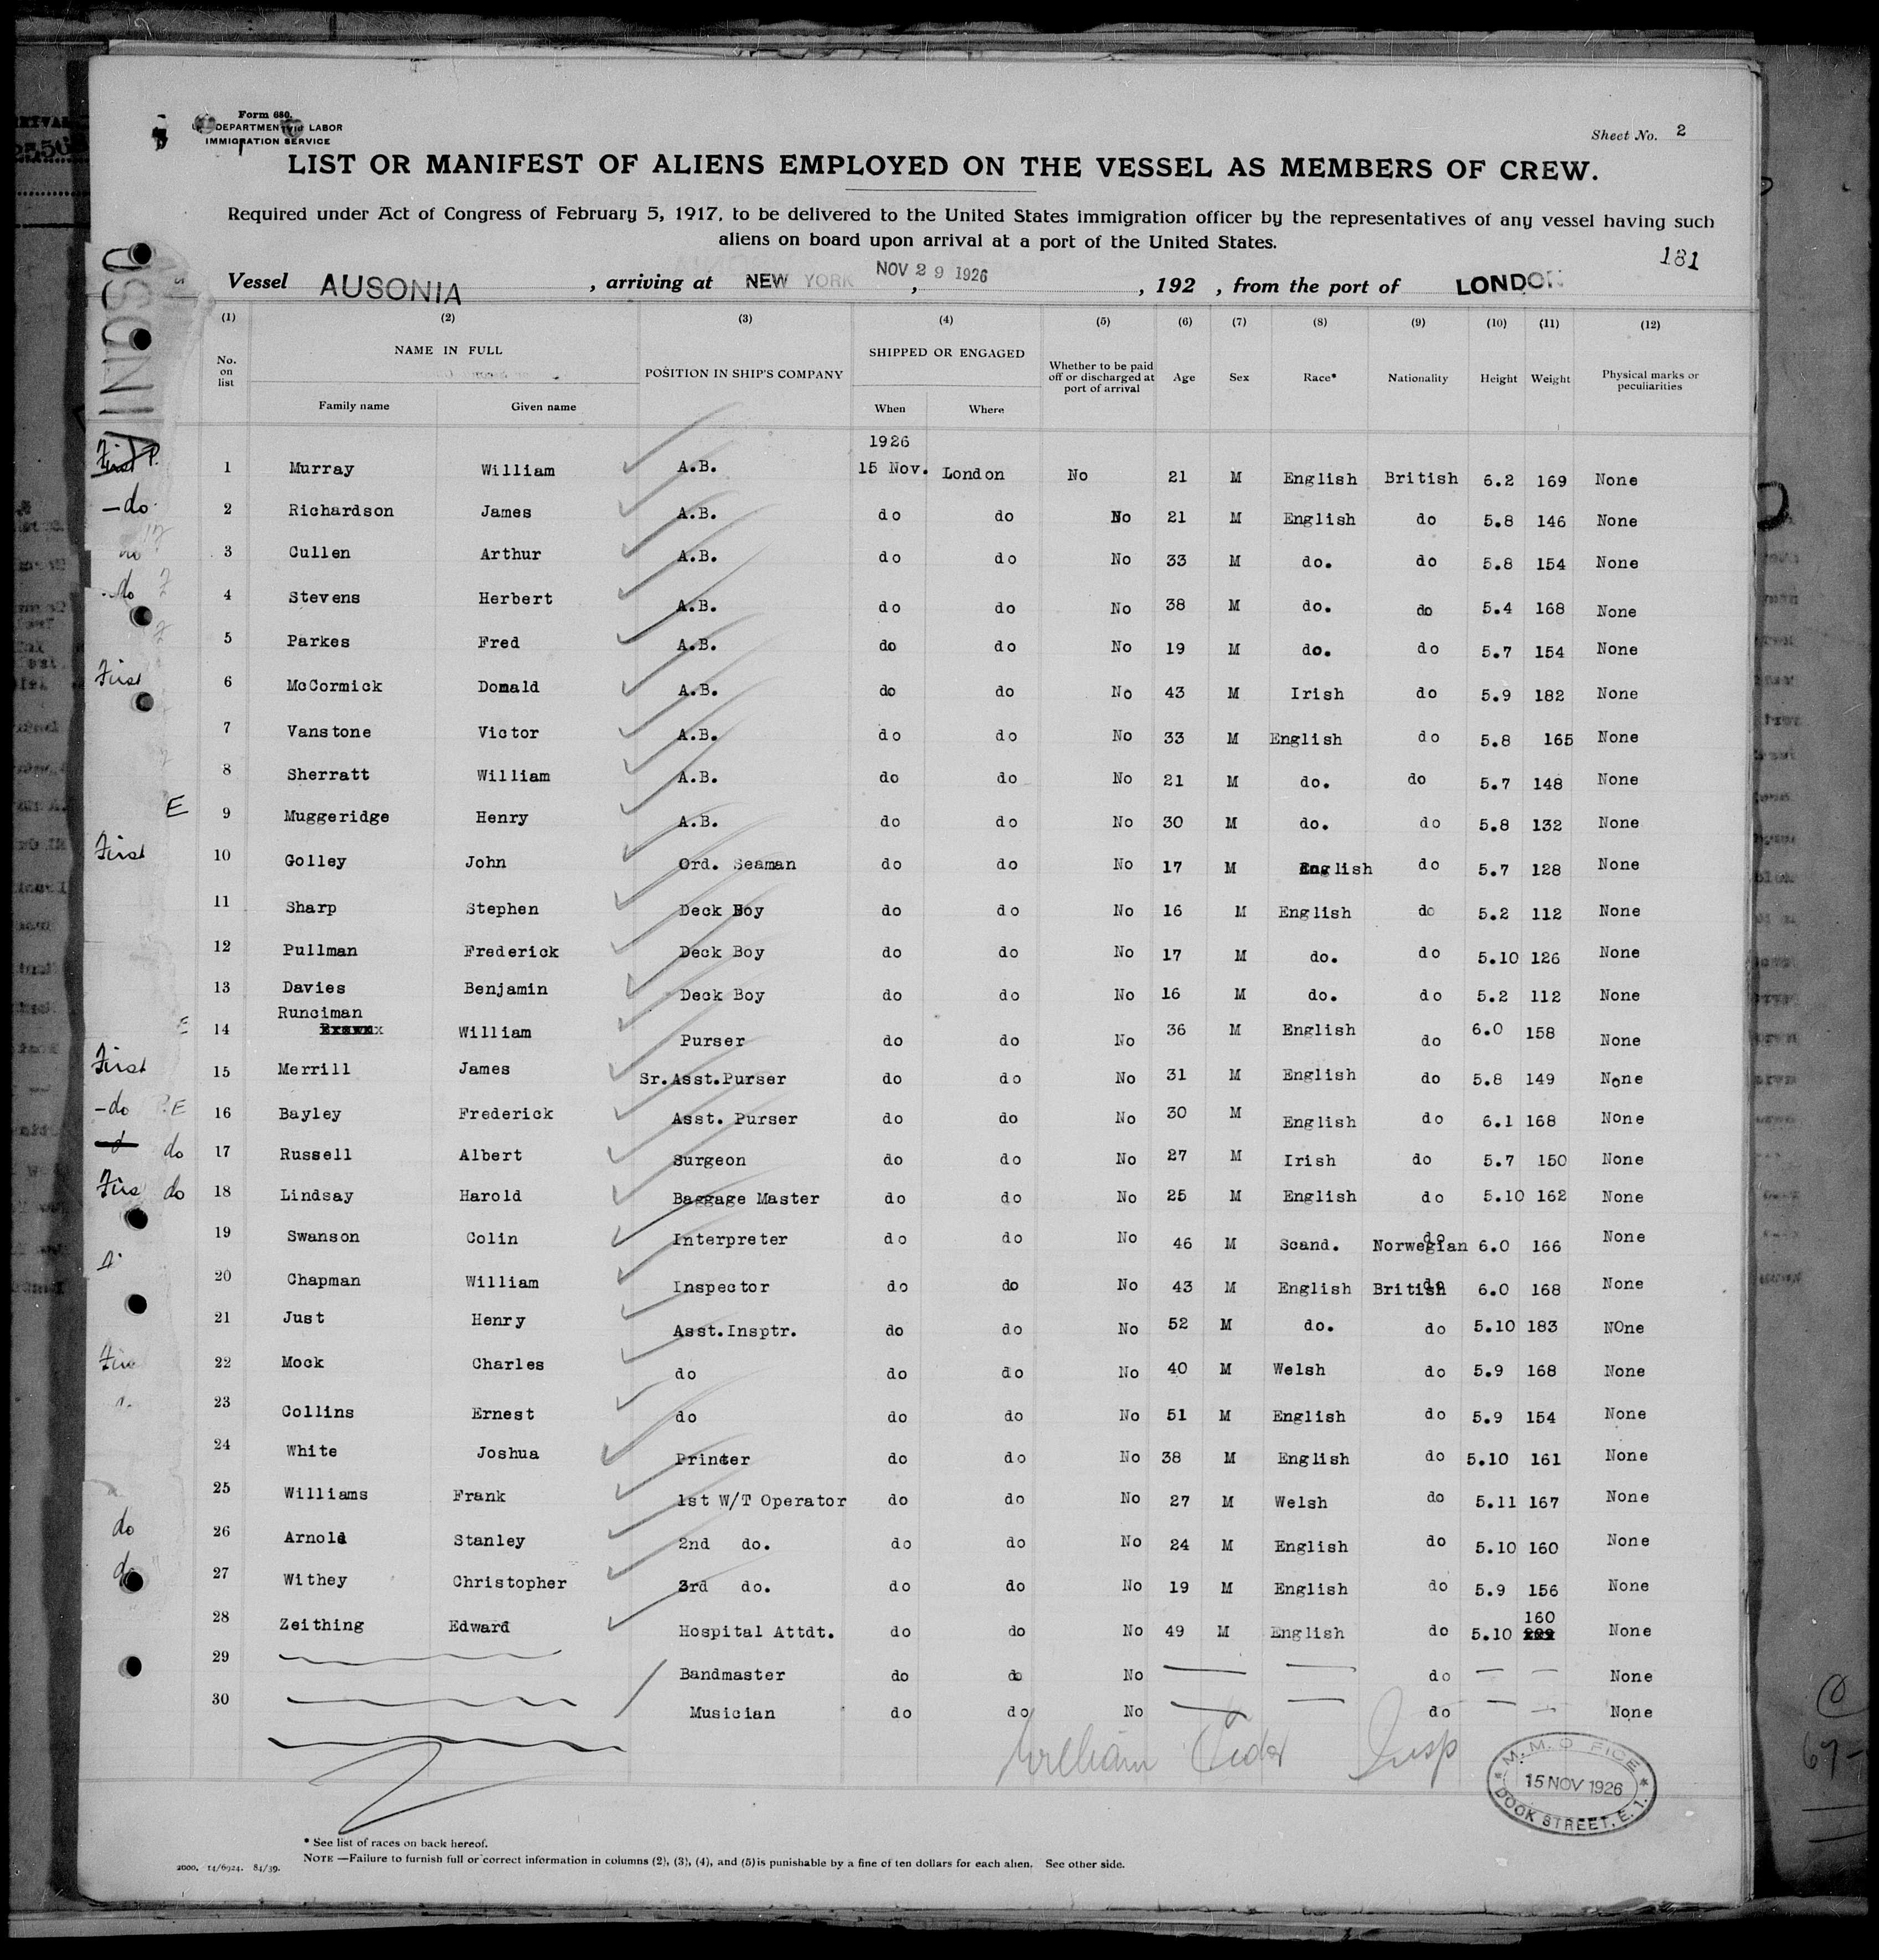 Form 680.
DEPARTMENT LABOR
IMMIGRATION SERVICE
Sheet No. 2
LIST OR MANIFEST OF ALIENS EMPLOYED ON THE VESSEL AS MEMBERS OF CREW.
Required under Act of Congress of February 5, 1917, to be delivered to the United States immigration officer by the representatives of any vessel having such
aliens on board upon arrival at a port of the United States.
181
Vessel AUSONIA , arriving at NEW YORK , NOV 29 1926 , 192 , from the port of LONDON
(1) (2) (3) (4) (5) (6) (7) (8) (9) (10) (11) (12)
No. on list NAME IN FULL POSITION IN SHIP'S COMPANY SHIPPED OR ENGAGED Whether to be paid off or discharged at port of arrival Age Sex Race* Nationality Height Weight Physical marks or peculiarities
Family name Given name When Where
1926
First P. 1 Murray William A.B. 15 Nov. London No 21 M English British 6.2 169 None
—do. 2 Richardson James A.B. do do No 21 M English do 5.8 146 None
do 3 Cullen Arthur A.B. do do No 33 M do. do 5.8 154 None
do 4 Stevens Herbert A.B. do do No 38 M do. do 5.4 168 None
5 Parkes Fred A.B. do do No 19 M do. do 5.7 154 None
First 6 McCormick Donald A.B. do do No 43 M Irish do 5.9 182 None
7 Vanstone Victor A.B. do do No 33 M English do 5.8 165 None
8 Sherratt William A.B. do do No 21 M do. do 5.7 148 None
E 9 Muggeridge Henry A.B. do do No 30 M do. do 5.8 132 None
First 10 Golley John Ord. Seaman do do No 17 M English do 5.7 128 None
11 Sharp Stephen Deck Boy do do No 16 M English do 5.2 112 None
12 Pullman Frederick Deck Boy do do No 17 M do. do 5.10 126 None
13 Davies Benjamin Deck Boy do do No 16 M do. do 5.2 112 None
Runciman
E 14 William Purser do do No 36 M English do 6.0 158 None
First 15 Merrill James Sr.Asst.Purser do do No 31 M English do 5.8 149 None
—do P.E 16 Bayley Frederick Asst. Purser do do No 30 M English do 6.1 168 None
do 17 Russell Albert Surgeon do do No 27 M Irish do 5.7 150 None
Firs do 18 Lindsay Harold Baggage Master do do No 25 M English do 5.10 162 None
19 Swanson Colin Interpreter do do No 46 M Scand. Norwegian do 6.0 166 None
20 Chapman William Inspector do do No 43 M English British do 6.0 168 None
21 Just Henry Asst.Insptr. do do No 52 M do. do 5.10 183 NOne
22 Mock Charles do do do No 40 M Welsh do 5.9 168 None
23 Collins Ernest do do do No 51 M English do 5.9 154 None
24 White Joshua Printer do do No 38 M English do 5.10 161 None
25 Williams Frank 1st W/T Operator do do No 27 M Welsh do 5.11 167 None
do 26 Arnold Stanley 2nd do. do do No 24 M English do 5.10 160 None
do 27 Withey Christopher 3rd do. do do No 19 M English do 5.9 156 None
160
28 Zeithing Edward Hospital Attdt. do do No 49 M English do 5.10 None
29 Bandmaster do do No — — do — — None
30 Musician do do No — — do — — None
William Insp
M.M.O FICE
15 NOV 1926
DOCK STREET, E. 1.
* See list of races on back hereof.
NOTE —Failure to furnish full or correct information in columns (2), (3), (4), and (5) is punishable by a fine of ten dollars for each alien. See other side.
2000. 14/6924. 84/39.